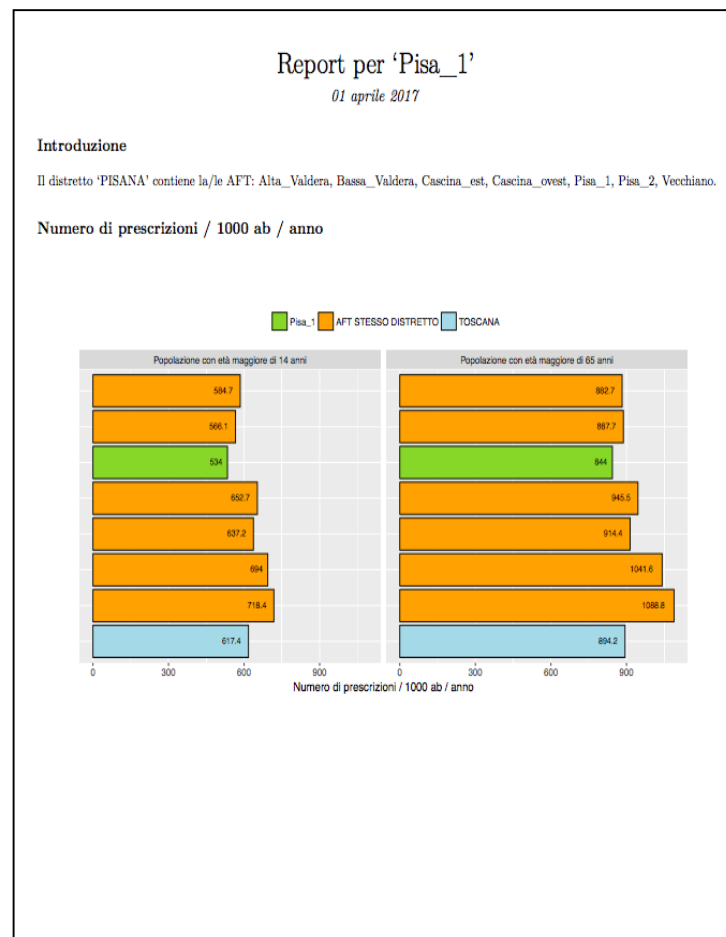 Report per ‘Pisa_1’
01 aprile 2017
Introduzione
Il distretto ‘PISANA’ contiene la/le AFT: Alta_Valdera, Bassa_Valdera, Cascina_est, Cascina_ovest, Pisa_1, Pisa_2, Vecchiano.
Numero di prescrizioni / 1000 ab / anno
Pisa_1 AFT STESSO DISTRETTO TOSCANA
Popolazione con età maggiore di 14 anni Popolazione con età maggiore di 65 anni
584.7 882.7
566.1 887.7
534 844
652.7 945.5
637.2 914.4
694 1041.6
718.4 1088.8
617.4 894.2
0 300 600 900 0 300 600 900
Numero di prescrizioni / 1000 ab / anno